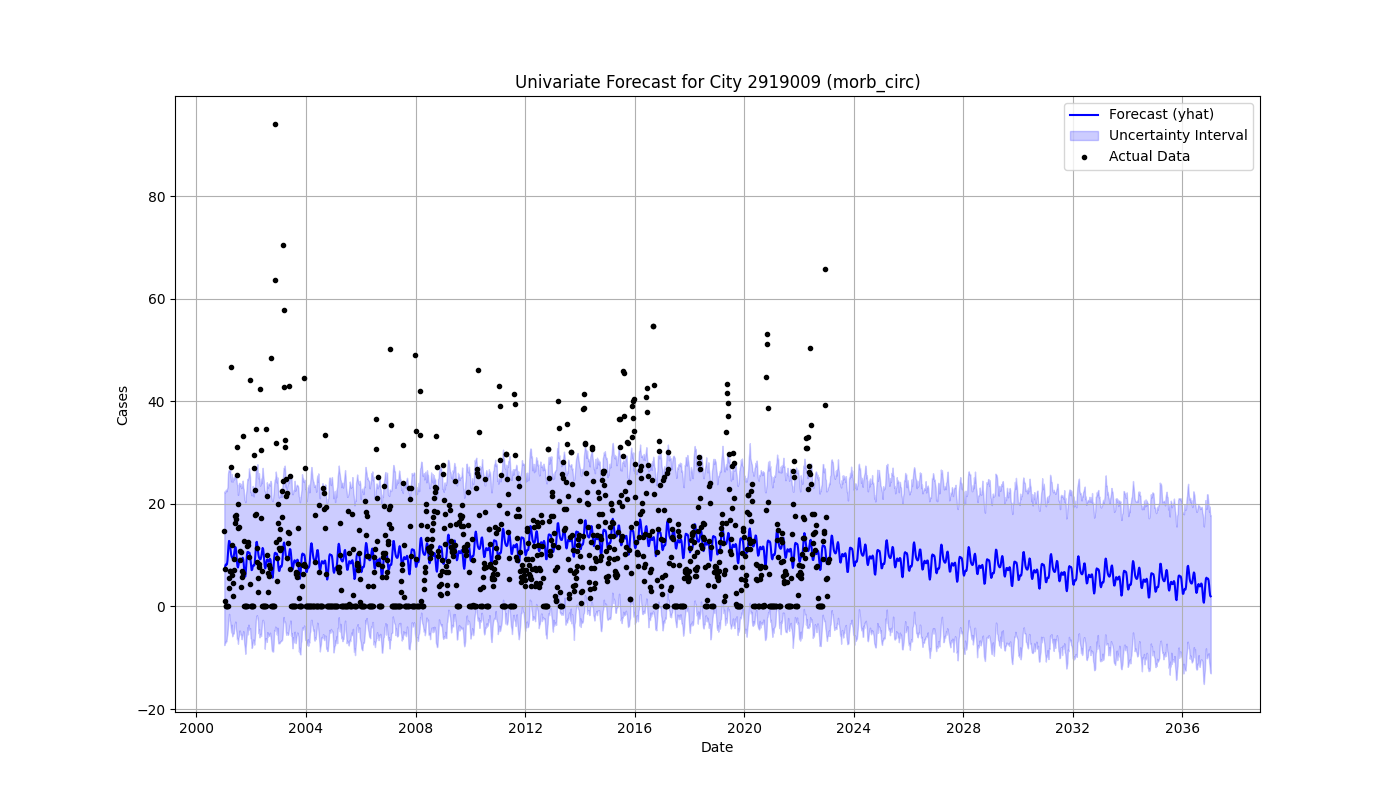 Univariate Forecast for City 2919009 (morb_circ)
Forecast (yhat)
Uncertainty Interval
Actual Data
Cases
80
60
40
20
0
−20
2000 2004 2008 2012 2016 2020 2024 2028 2032 2036
Date